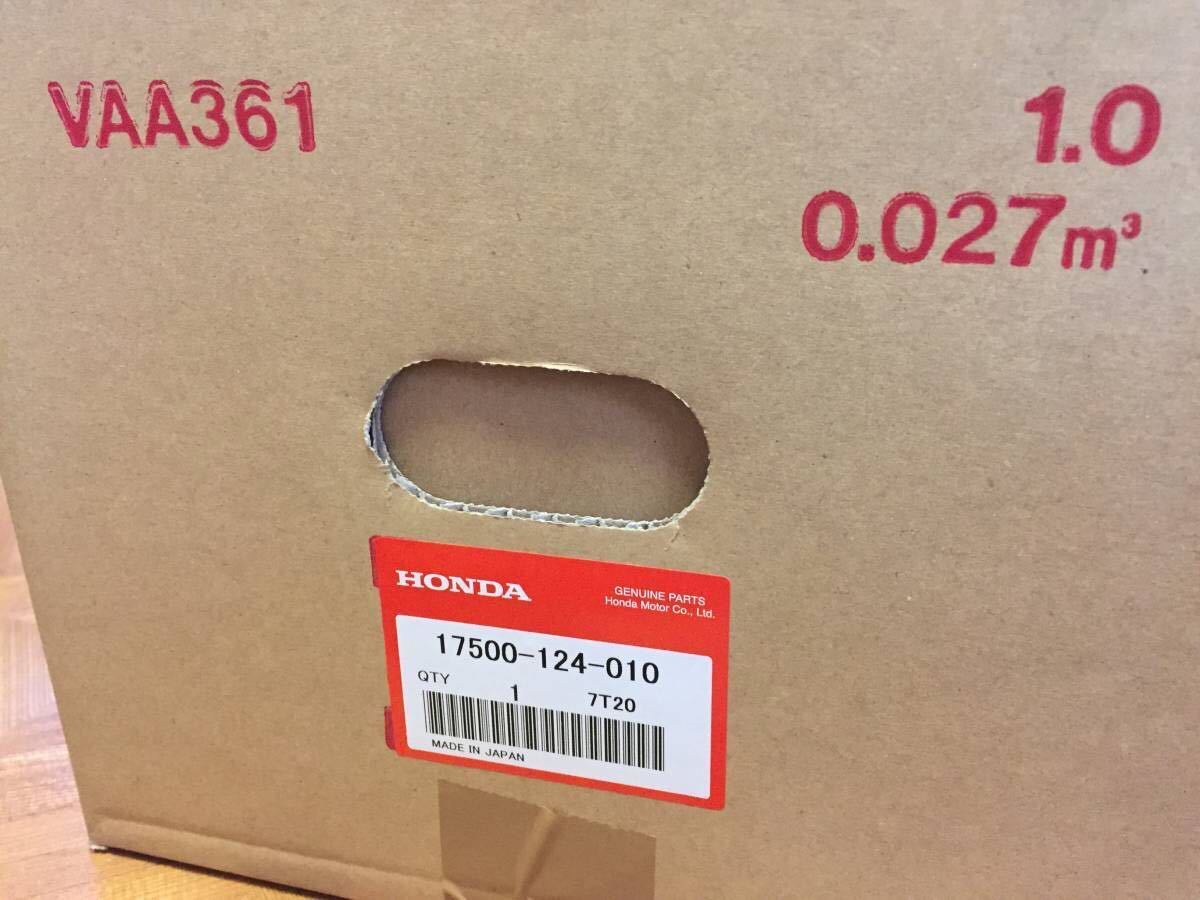 VAA361
1.0
0.027m³
HONDA
GENUINE PARTS
Honda Motor Co., Ltd.
17500-124-010
QTY 1 7T20
MADE IN JAPAN